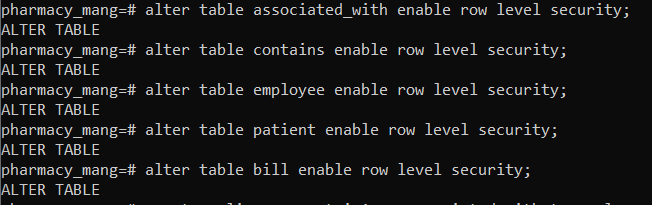 pharmacy_mang=# alter table associated_with enable row level security;
ALTER TABLE
pharmacy_mang=# alter table contains enable row level security;
ALTER TABLE
pharmacy_mang=# alter table employee enable row level security;
ALTER TABLE
pharmacy_mang=# alter table patient enable row level security;
ALTER TABLE
pharmacy_mang=# alter table bill enable row level security;
ALTER TABLE